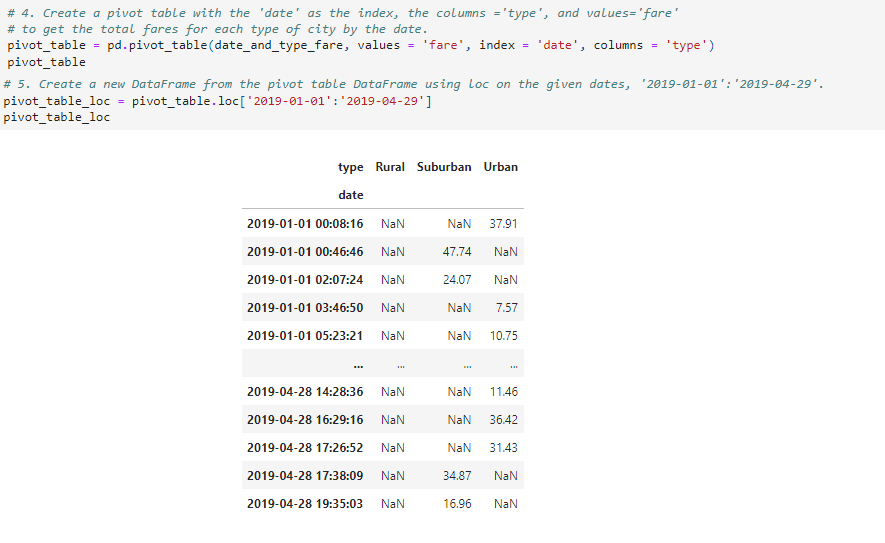 # 4. Create a pivot table with the 'date' as the index, the columns ='type', and values='fare'
# to get the total fares for each type of city by the date.
pivot_table = pd.pivot_table(date_and_type_fare, values = 'fare', index = 'date', columns = 'type')
pivot_table
# 5. Create a new DataFrame from the pivot table DataFrame using loc on the given dates, '2019-01-01':'2019-04-29'.
pivot_table_loc = pivot_table.loc['2019-01-01':'2019-04-29']
pivot_table_loc
type Rural Suburban Urban
date
2019-01-01 00:08:16 NaN NaN 37.91
2019-01-01 00:46:46 NaN 47.74 NaN
2019-01-01 02:07:24 NaN 24.07 NaN
2019-01-01 03:46:50 NaN NaN 7.57
2019-01-01 05:23:21 NaN NaN 10.75
... ... ... ...
2019-04-28 14:28:36 NaN NaN 11.46
2019-04-28 16:29:16 NaN NaN 36.42
2019-04-28 17:26:52 NaN NaN 31.43
2019-04-28 17:38:09 NaN 34.87 NaN
2019-04-28 19:35:03 NaN 16.96 NaN